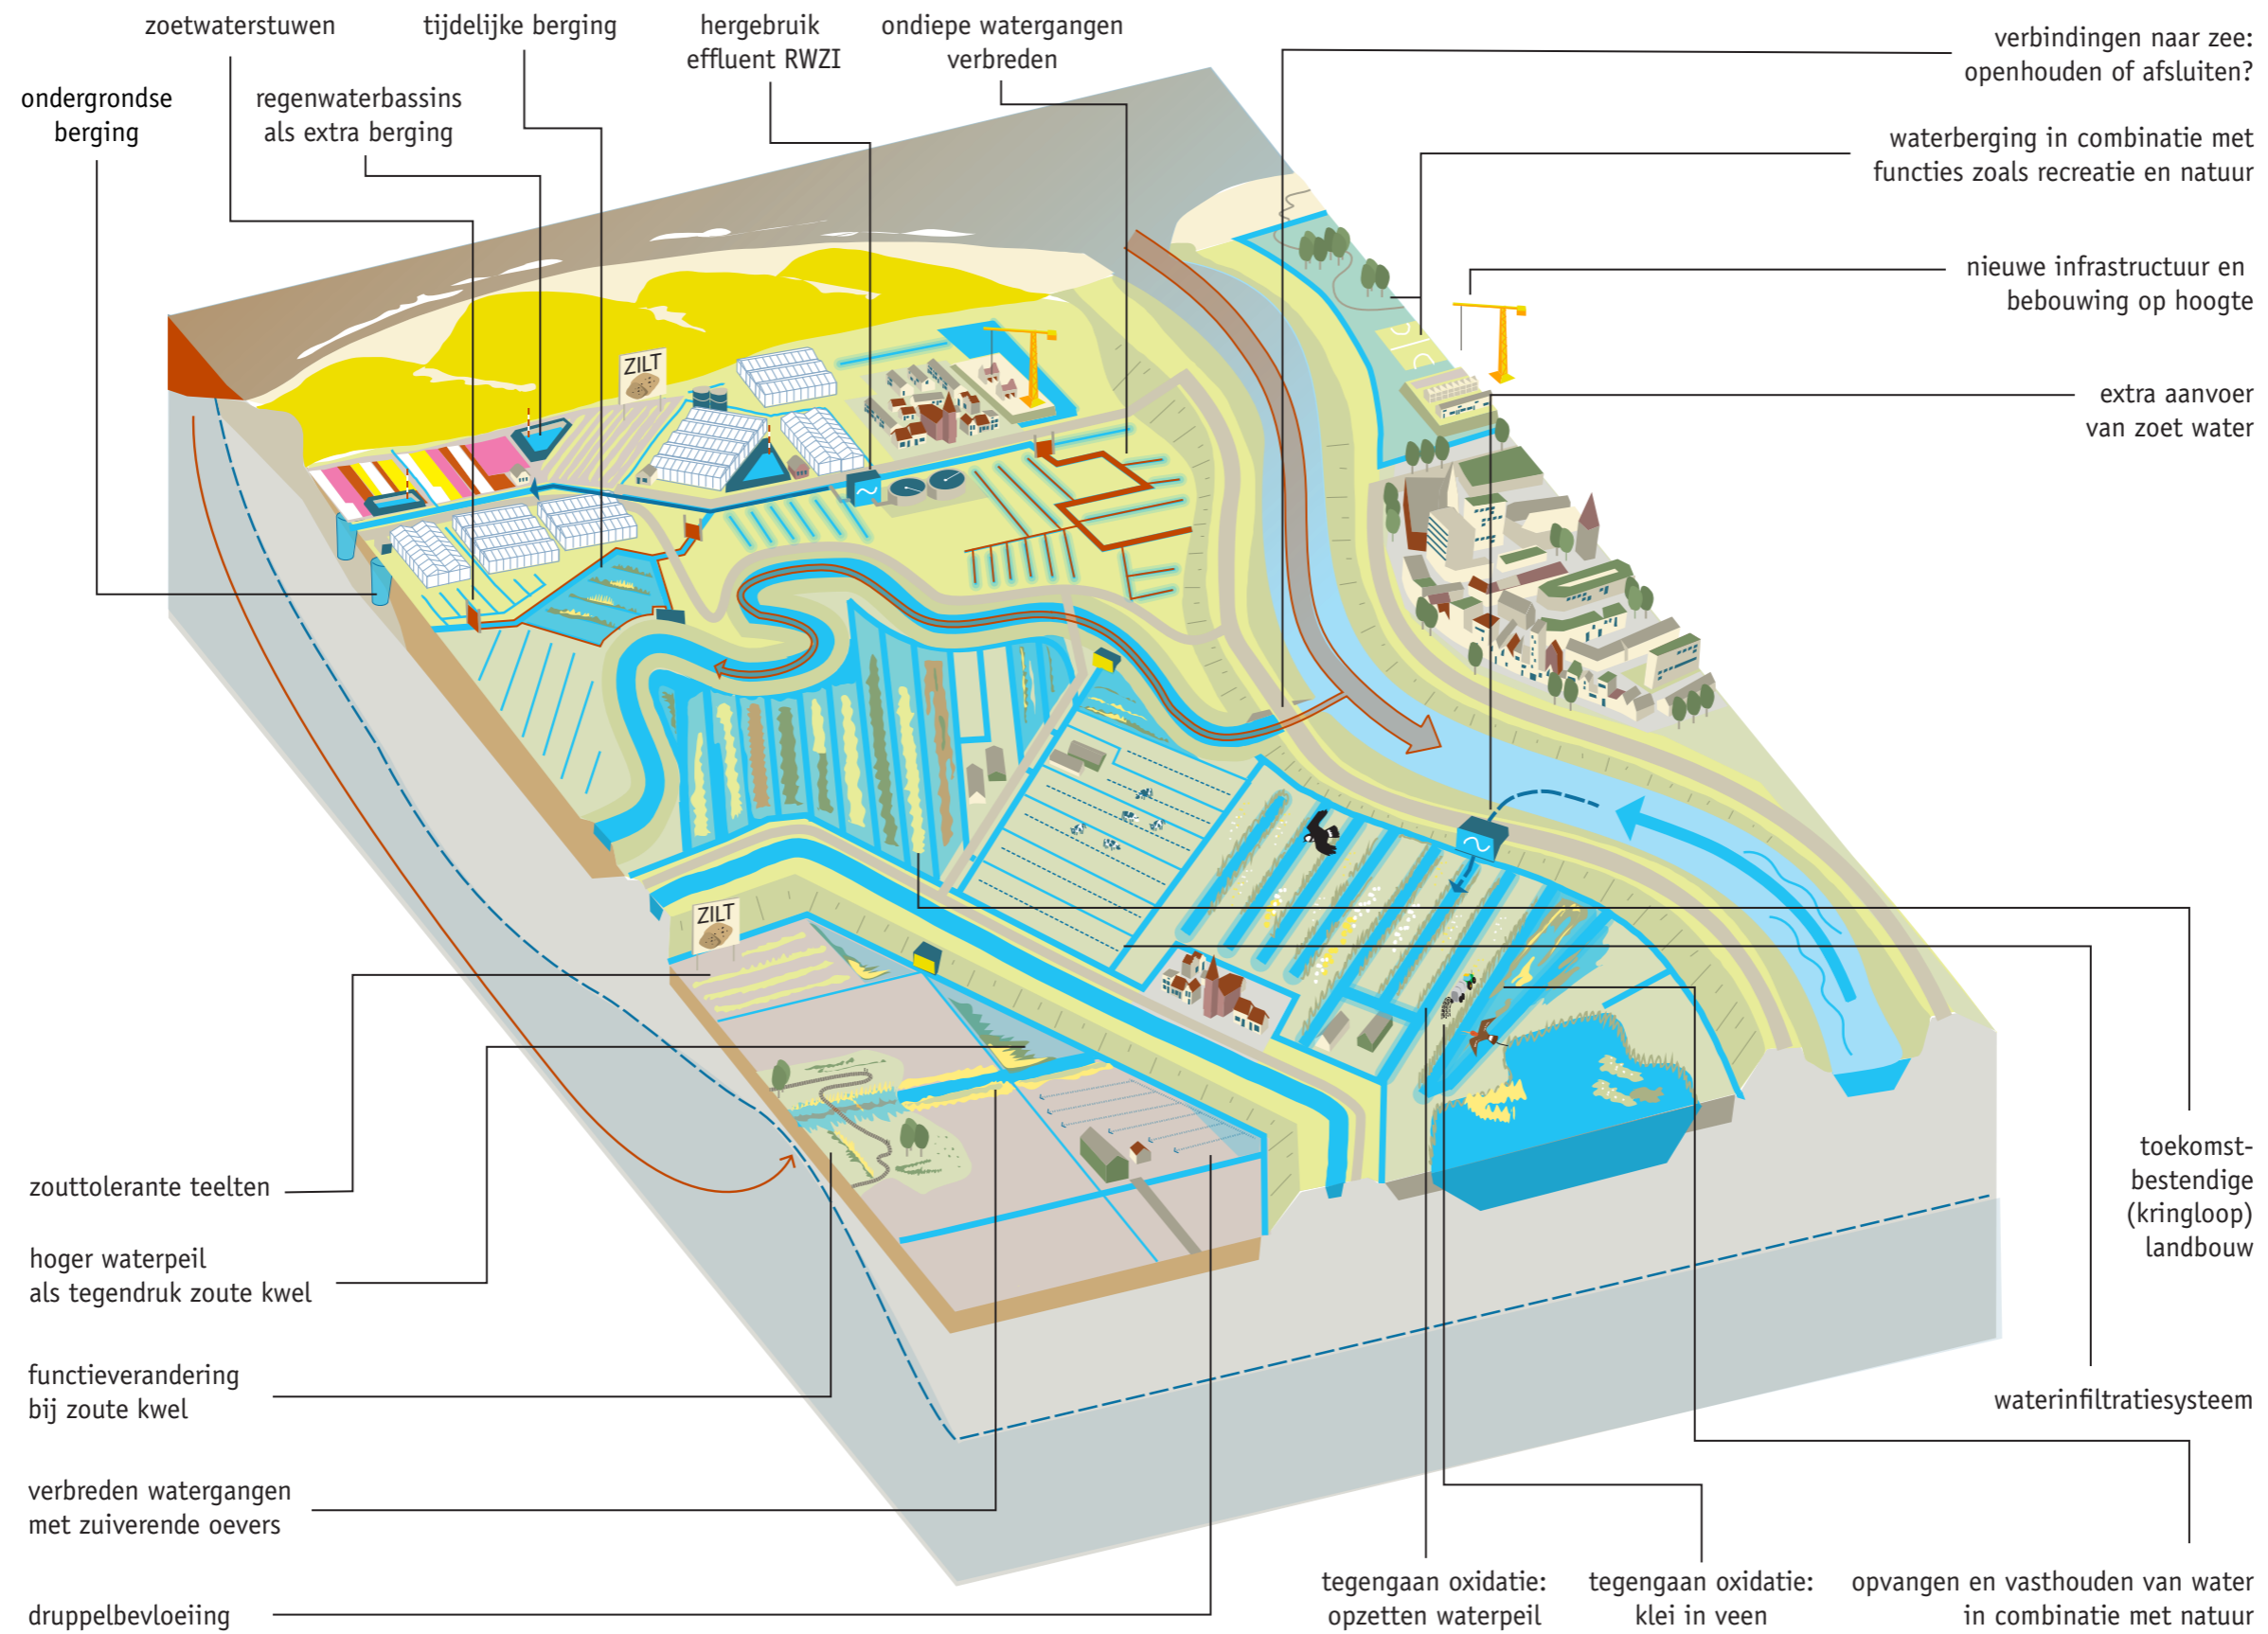 zoetwaterstuwen
tijdelijke berging
hergebruik
effluent RWZI
ondiepe watergangen
verbreden
verbindingen naar zee:
openhouden of afsluiten?
ondergrondse
berging
regenwaterbassins
als extra berging
waterberging in combinatie met
functies zoals recreatie en natuur
nieuwe infrastructuur en
bebouwing op hoogte
extra aanvoer
van zoet water
ZILT
ZILT
zouttolerante teelten
hoger waterpeil
als tegendruk zoute kwel
functieverandering
bij zoute kwel
verbreden watergangen
met zuiverende oevers
druppelbevloeiing
toekomst-
bestendige
(kringloop)
landbouw
waterinfiltratiesysteem
tegengaan oxidatie:
opzetten waterpeil
tegengaan oxidatie:
klei in veen
opvangen en vasthouden van water
in combinatie met natuur